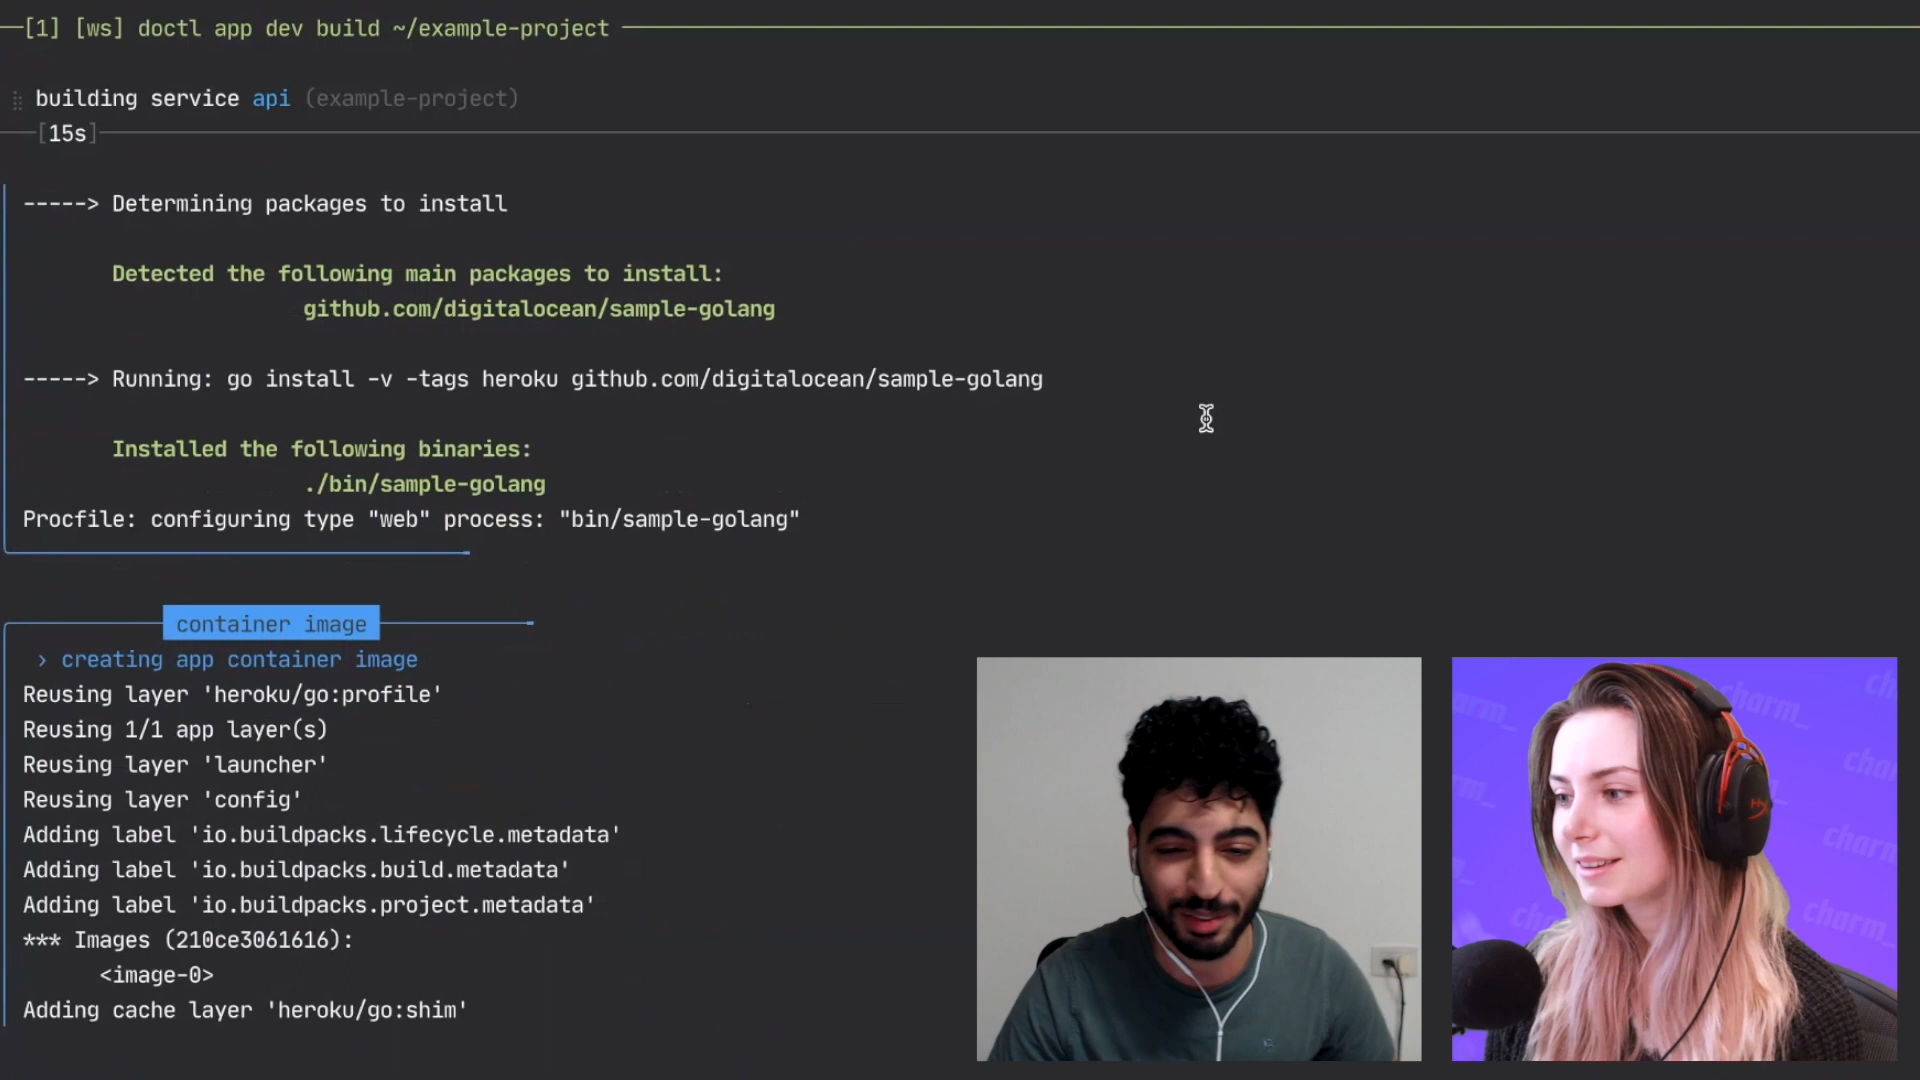 [1] [ws] doctl app dev build ~/example-project
building service api (example-project)
[15s]
-----> Determining packages to install
Detected the following main packages to install:
github.com/digitalocean/sample-golang
-----> Running: go install -v -tags heroku github.com/digitalocean/sample-golang
Installed the following binaries:
./bin/sample-golang
Procfile: configuring type "web" process: "bin/sample-golang"
container image
› creating app container image
Reusing layer 'heroku/go:profile'
Reusing 1/1 app layer(s)
Reusing layer 'launcher'
Reusing layer 'config'
Adding label 'io.buildpacks.lifecycle.metadata'
Adding label 'io.buildpacks.build.metadata'
Adding label 'io.buildpacks.project.metadata'
*** Images (210ce3061616):
<image-0>
Adding cache layer 'heroku/go:shim'
charm_
charm_